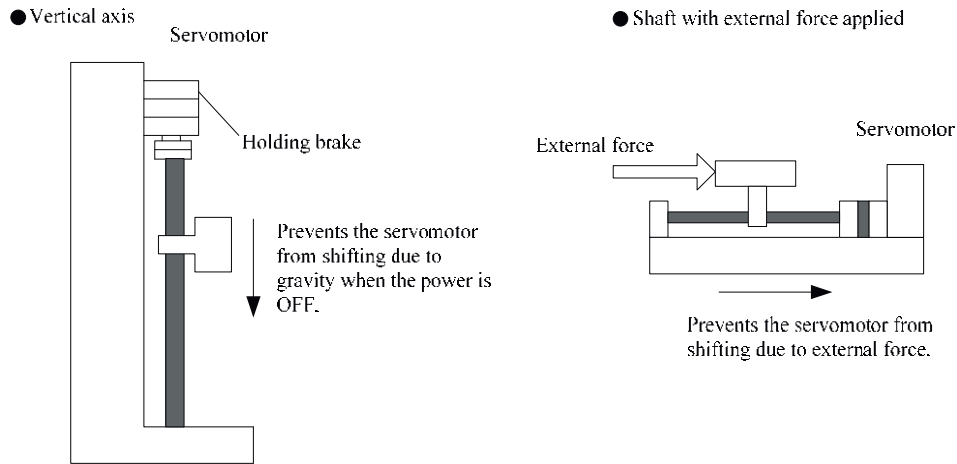 ● Vertical axis
Servomotor
Holding brake
Prevents the servomotor
from shifting due to
gravity when the power is
OFF.
● Shaft with external force applied
Servomotor
External force
Prevents the servomotor from
shifting due to external force.